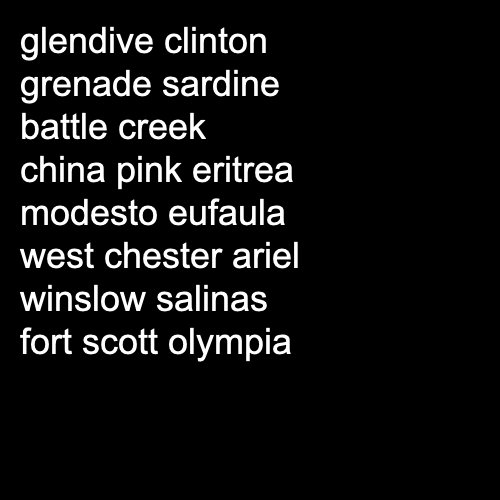 glendive clinton
grenade sardine
battle creek
china pink eritrea
modesto eufaula
west chester ariel
winslow salinas
fort scott olympia